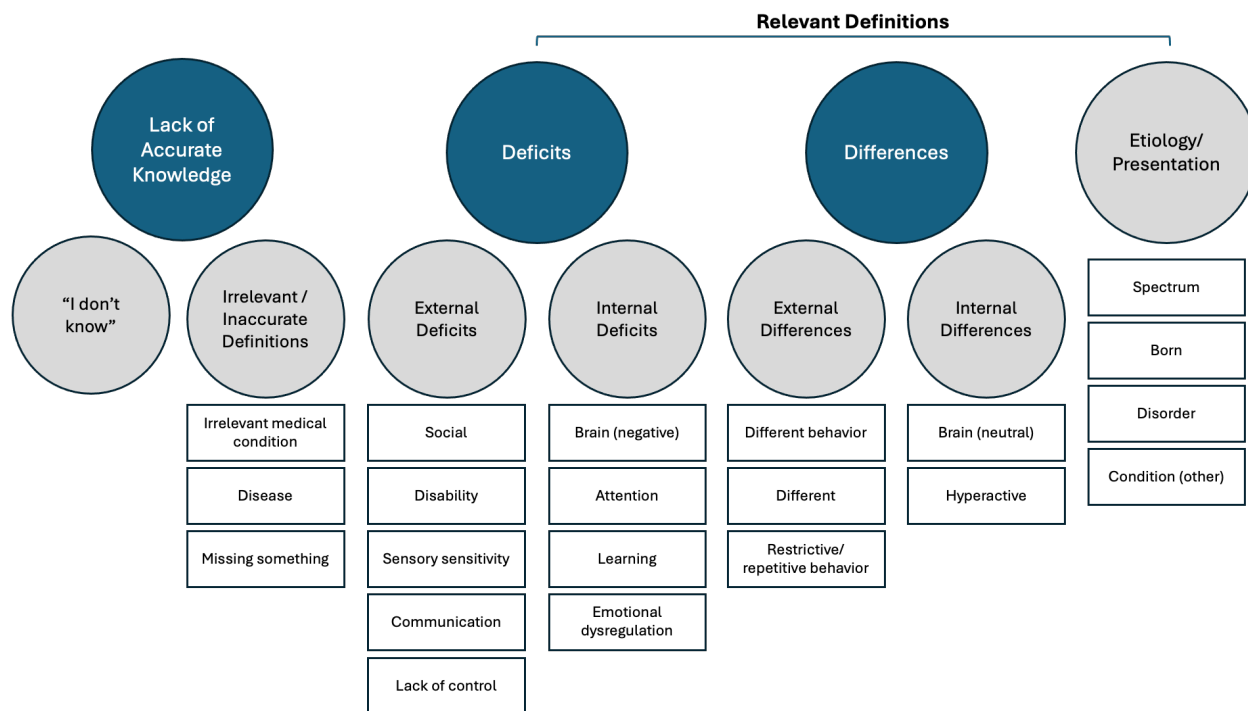 Relevant Definitions
Lack of
Accurate
Knowledge
Deficits
Differences
Etiology/
Presentation
“I don’t
know”
Irrelevant /
Inaccurate
Definitions
External
Deficits
Internal
Deficits
External
Differences
Internal
Differences
Irrelevant medical
condition
Disease
Missing something
Social
Disability
Sensory sensitivity
Communication
Lack of control
Brain (negative)
Attention
Learning
Emotional
dysregulation
Different behavior
Different
Restrictive/
repetitive behavior
Brain (neutral)
Hyperactive
Spectrum
Born
Disorder
Condition (other)